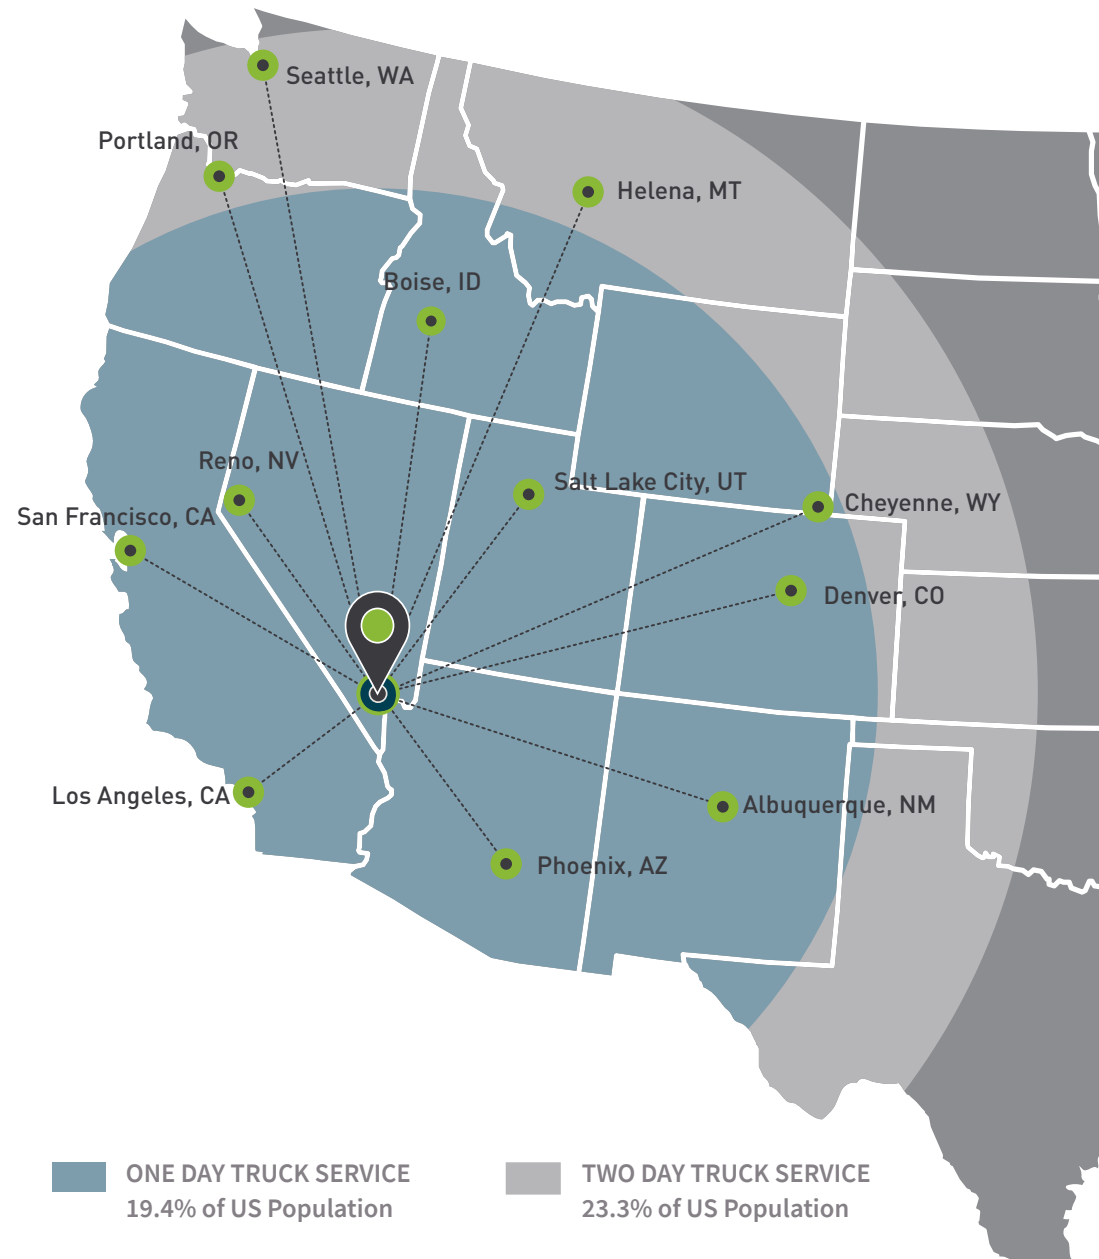 Seattle, WA
Portland, OR
Helena, MT
Boise, ID
Reno, NV
Salt Lake City, UT
Cheyenne, WY
San Francisco, CA
Denver, CO
Los Angeles, CA
Albuquerque, NM
Phoenix, AZ
ONE DAY TRUCK SERVICE
19.4% of US Population
TWO DAY TRUCK SERVICE
23.3% of US Population